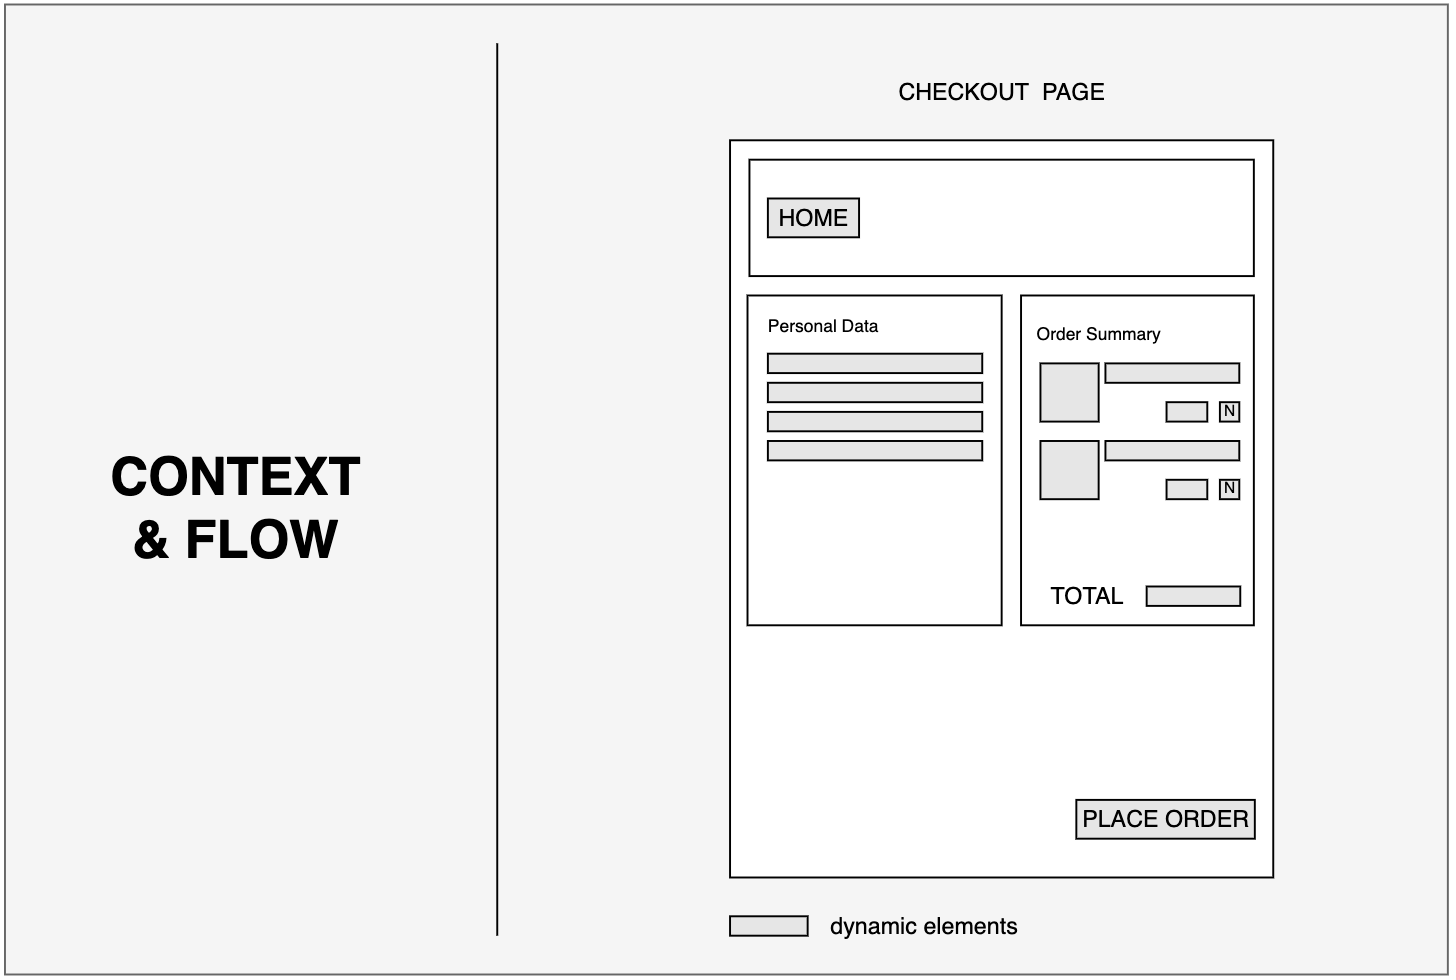 CONTEXT
& FLOW
CHECKOUT PAGE
HOME
Personal Data
Order Summary
N
N
TOTAL
PLACE ORDER
dynamic elements